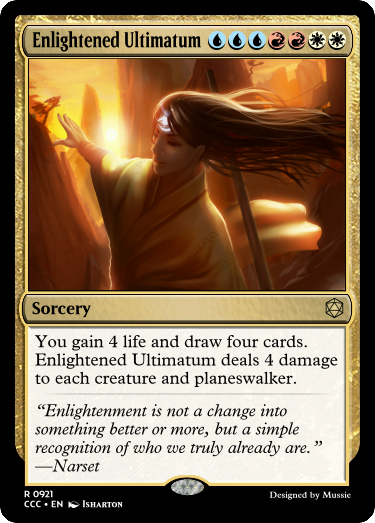 Enlightened Ultimatum
Sorcery
You gain 4 life and draw four cards.
Enlightened Ultimatum deals 4 damage
to each creature and planeswalker.
“Enlightenment is not a change into
something better or more, but a simple
recognition of who we truly already are.”
—Narset
R 0921
CCC • EN Isharton
Designed by Mussie